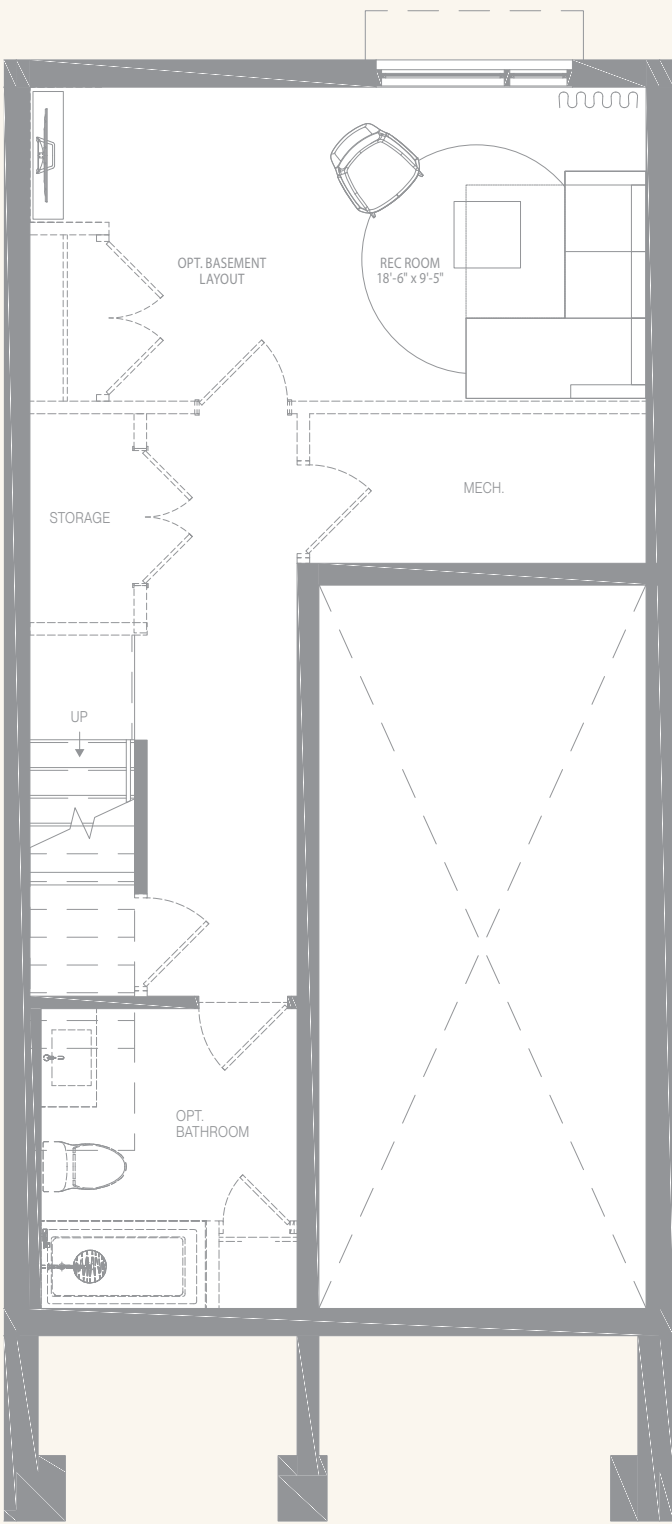 OPT. BASEMENT
LAYOUT
REC ROOM
18'-6" x 9'-5"
STORAGE
MECH.
UP
OPT.
BATHROOM